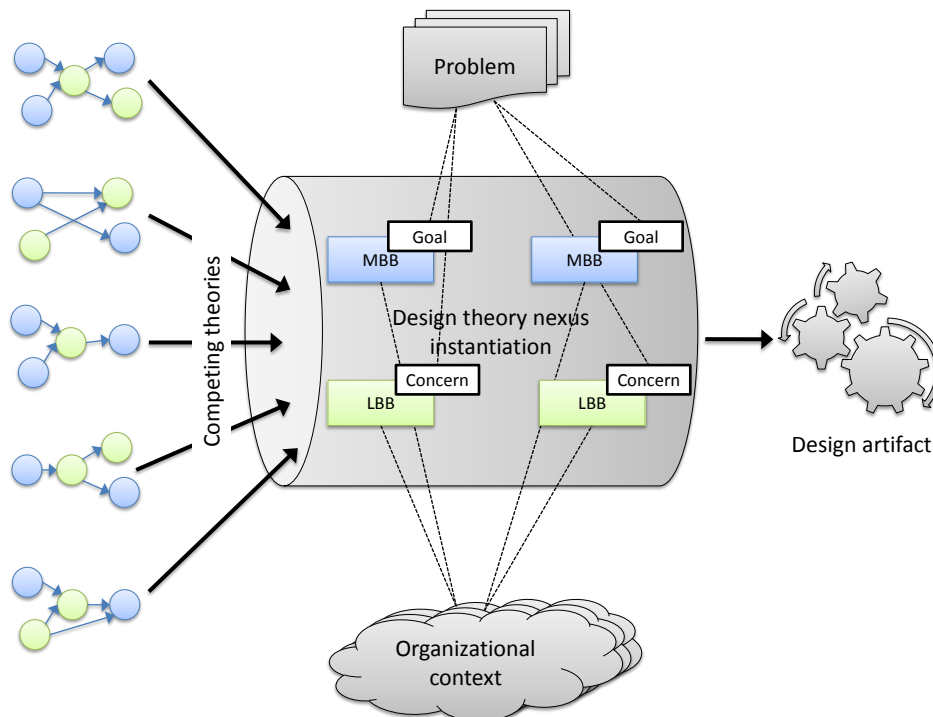 Problem
Competing theories
Goal
MBB
Goal
MBB
Design theory nexus
instantiation
Concern
LBB
Concern
LBB
Design artifact
Organizational
context